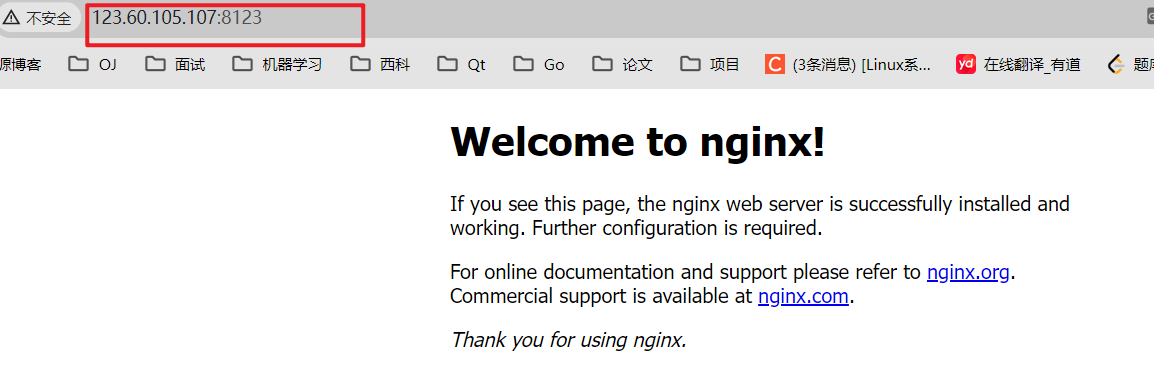 不安全 123.60.105.107:8123
源博客 OJ 面试 机器学习 西科 Qt Go 论文 项目 C (3条消息) [Linux系... yd 在线翻译_有道 题库
Welcome to nginx!
If you see this page, the nginx web server is successfully installed and
working. Further configuration is required.
For online documentation and support please refer to nginx.org.
Commercial support is available at nginx.com.
Thank you for using nginx.